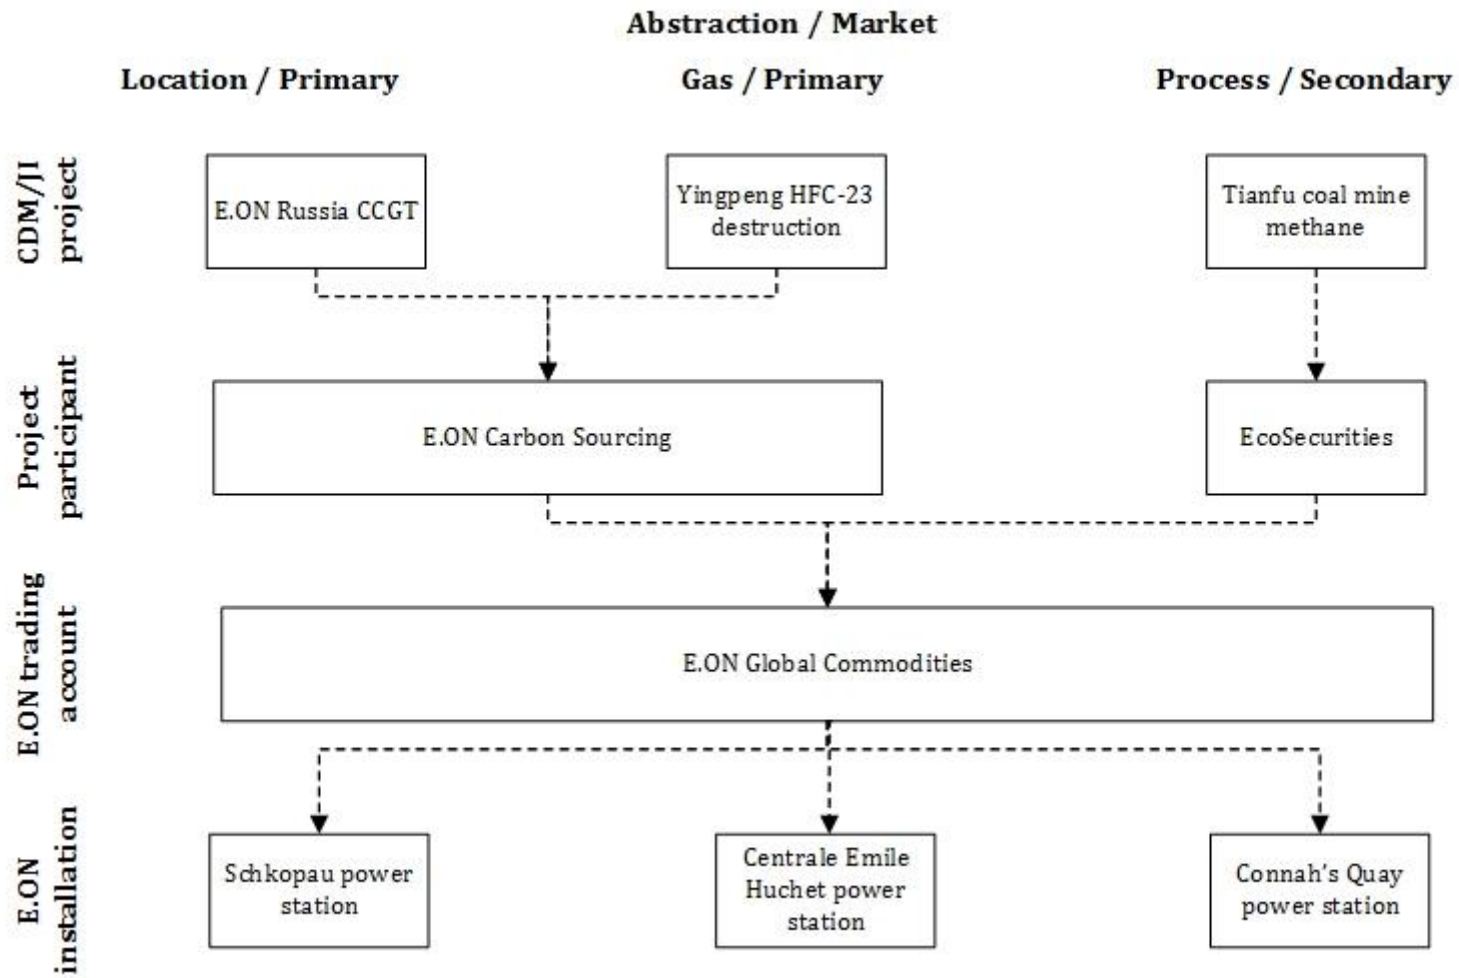 Abstraction / Market
Location / Primary
Gas / Primary
Process / Secondary
CDM/JI
project
E.ON Russia CCGT
Yingpeng HFC-23
destruction
Tianfu coal mine
methane
Project
participant
E.ON Carbon Sourcing
EcoSecurities
E.ON trading
account
E.ON Global Commodities
E.ON
installation
Schkopau power
station
Centrale Emile
Huchet power
station
Connah's Quay
power station